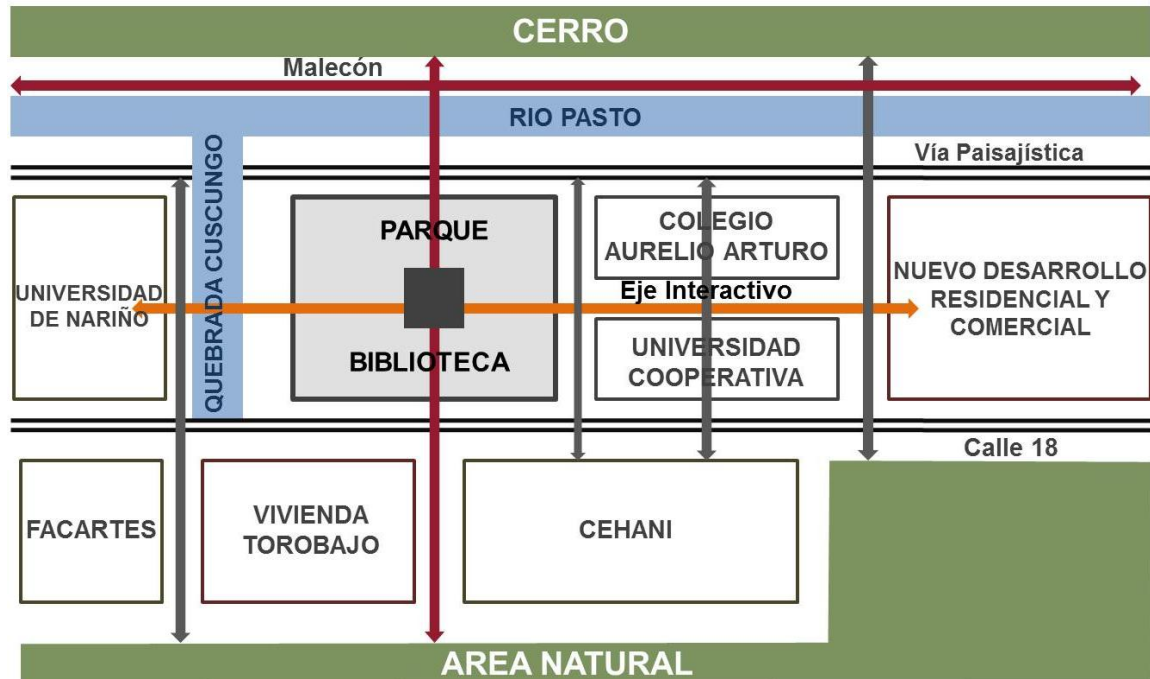 CERRO
Malecón
RIO PASTO
Vía Paisajística
QUEBRADA CUSCUNGO
UNIVERSIDAD
DE NARIÑO
PARQUE
BIBLIOTECA
COLEGIO
AURELIO ARTURO
Eje Interactivo
UNIVERSIDAD
COOPERATIVA
NUEVO DESARROLLO
RESIDENCIAL Y
COMERCIAL
Calle 18
FACARTES
VIVIENDA
TOROBAJO
CEHANI
AREA NATURAL